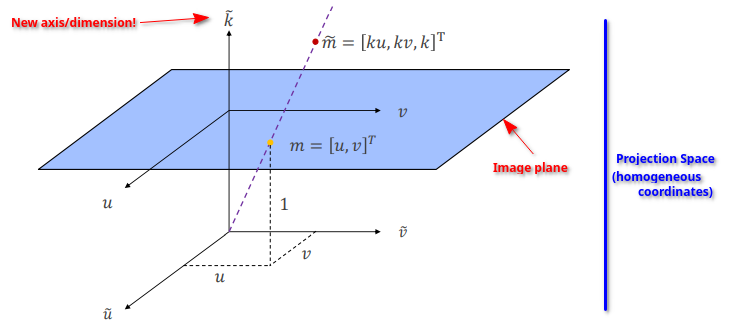 New axis/dimension!
k̃
m̃ = [ku, kv, k]ᵀ
v
m = [u, v]ᵀ
Image plane
Projection Space
(homogeneous
coordinates)
u
1
ṽ
v
u
ũ